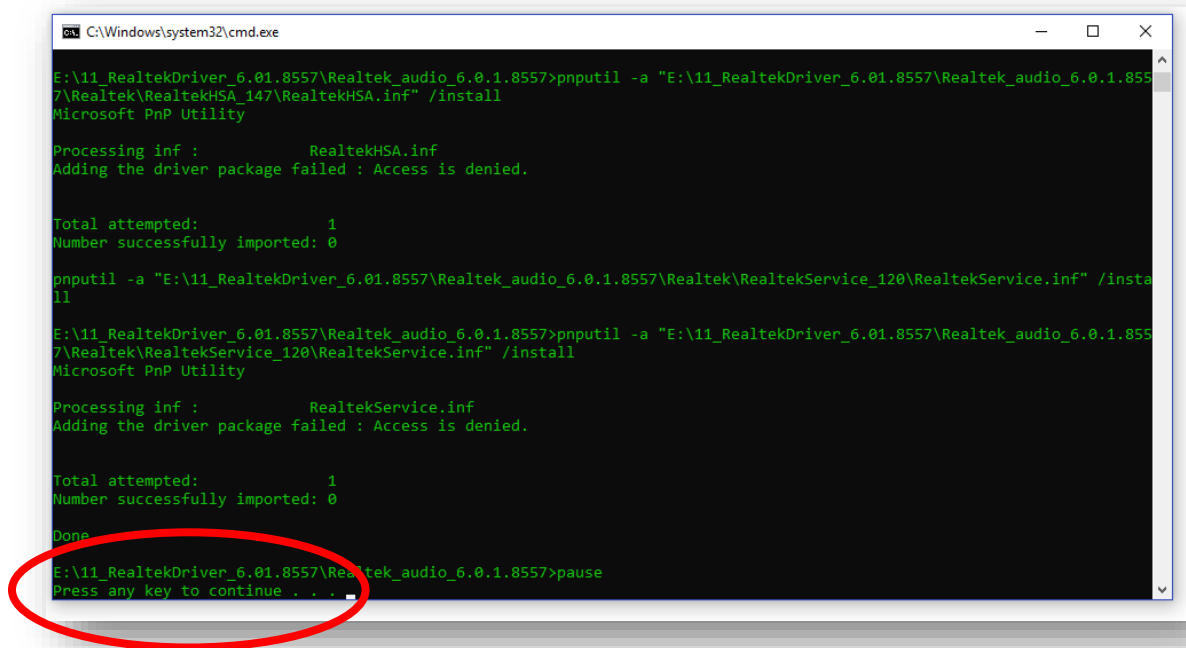 C:\Windows\system32\cmd.exe
E:\11_RealtekDriver_6.01.8557\Realtek_audio_6.0.1.8557>pnputil -a "E:\11_RealtekDriver_6.01.8557\Realtek_audio_6.0.1.855
7\Realtek\RealtekHSA_147\RealtekHSA.inf" /install
Microsoft PnP Utility
Processing inf : RealtekHSA.inf
Adding the driver package failed : Access is denied.
Total attempted: 1
Number successfully imported: 0
pnputil -a "E:\11_RealtekDriver_6.01.8557\Realtek_audio_6.0.1.8557\Realtek\RealtekService_120\RealtekService.inf" /insta
ll
E:\11_RealtekDriver_6.01.8557\Realtek_audio_6.0.1.8557>pnputil -a "E:\11_RealtekDriver_6.01.8557\Realtek_audio_6.0.1.855
7\Realtek\RealtekService_120\RealtekService.inf" /install
Microsoft PnP Utility
Processing inf : RealtekService.inf
Adding the driver package failed : Access is denied.
Total attempted: 1
Number successfully imported: 0
Done
E:\11_RealtekDriver_6.01.8557\Realtek_audio_6.0.1.8557>pause
Press any key to continue . . .